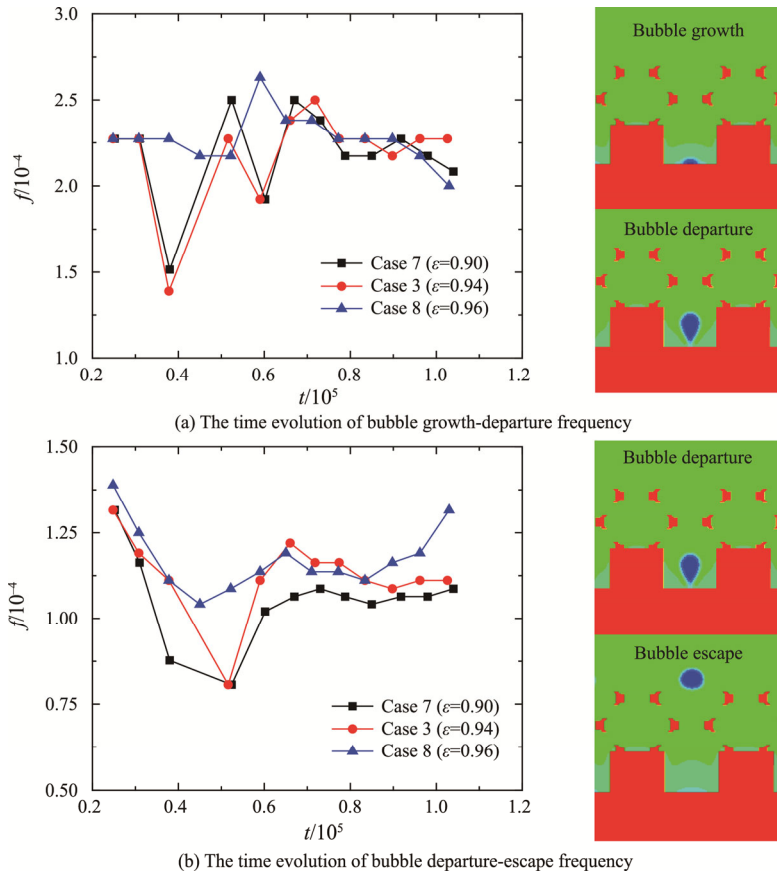 3.0
2.5
2.0
1.5
1.0
f/10⁻⁴
Case 7 (ε=0.90)
Case 3 (ε=0.94)
Case 8 (ε=0.96)
0.2 0.4 0.6 0.8 1.0 1.2
t/10⁵
Bubble growth
Bubble departure
(a) The time evolution of bubble growth-departure frequency
1.50
1.25
1.00
0.75
0.50
f/10⁻⁴
Case 7 (ε=0.90)
Case 3 (ε=0.94)
Case 8 (ε=0.96)
0.2 0.4 0.6 0.8 1.0 1.2
t/10⁵
Bubble departure
Bubble escape
(b) The time evolution of bubble departure-escape frequency